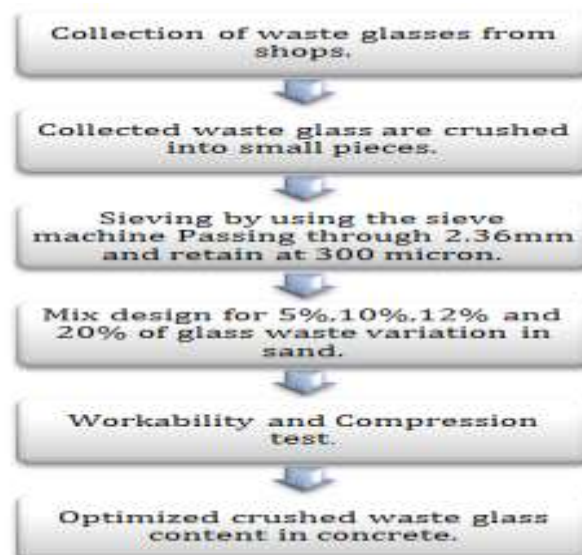 Collection of waste glasses from
shops.
Collected waste glass are crushed
into small pieces.
Sieving by using the sieve
machine Passing through 2.36mm
and retain at 300 micron.
Mix design for 5%,10%,12% and
20% of glass waste variation in
sand.
Workability and Compression
test.
Optimized crushed waste glass
content in concrete.